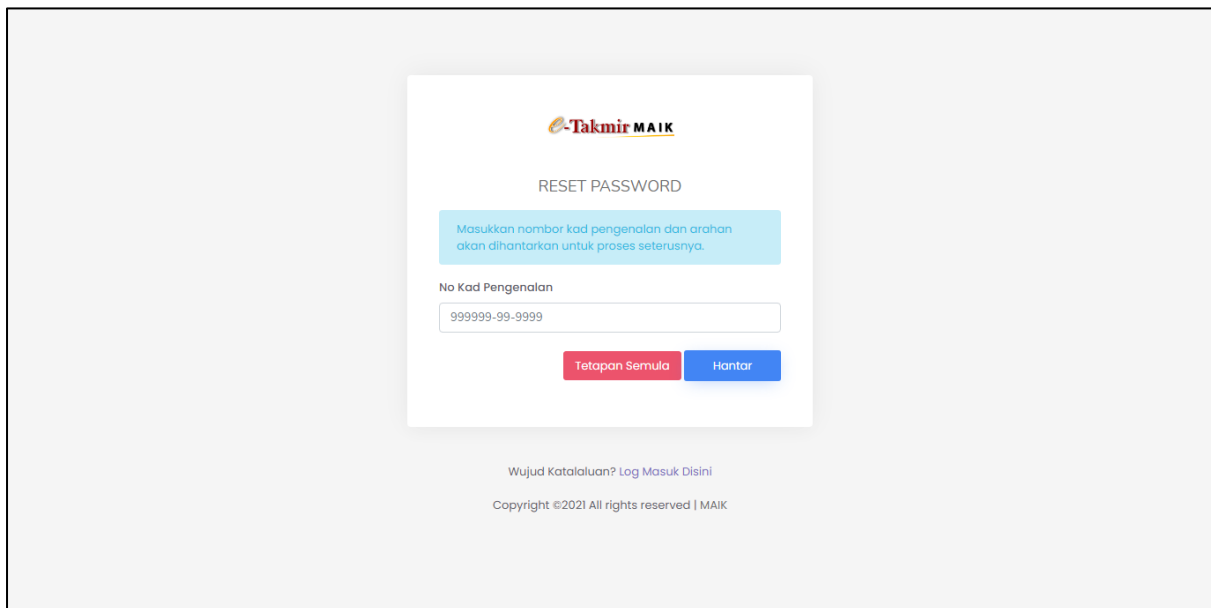 e-Takmir MAIK
RESET PASSWORD
Masukkan nombor kad pengenalan dan arahan
akan dihantarkan untuk proses seterusnya.
No Kad Pengenalan
999999-99-9999
Tetapan Semula Hantar
Wujud Katalaluan? Log Masuk Disini
Copyright ©2021 All rights reserved | MAIK